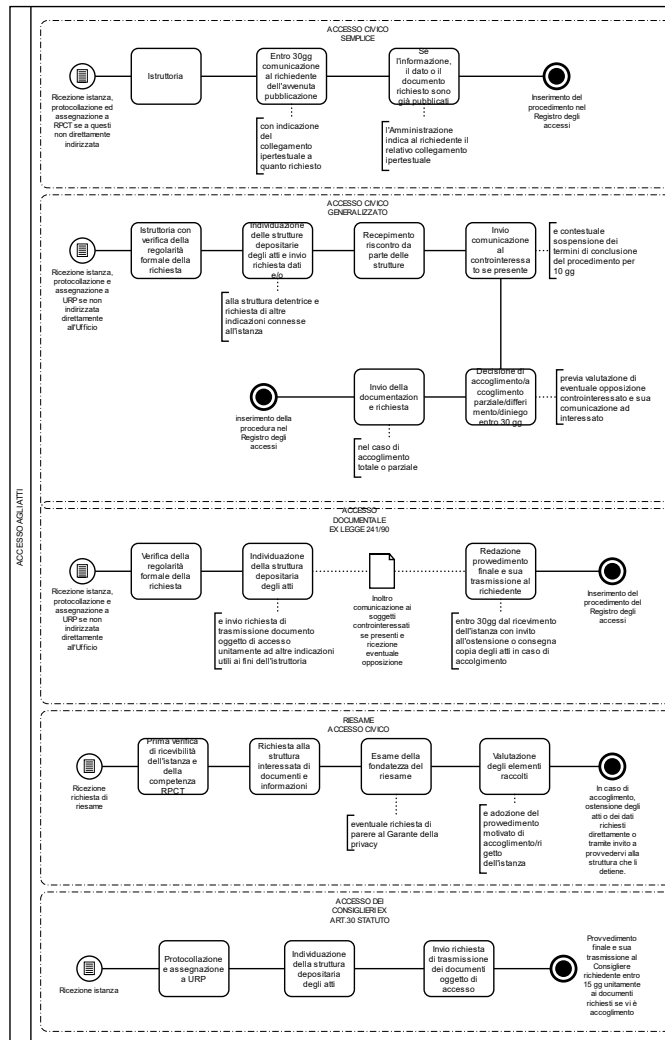 ACCESSO AGLI ATTI
ACCESSO CIVICO
SEMPLICE
Ricezione istanza,
protocollazione ed
assegnazione a
RPCT se a questi
non direttamente
indirizzata
Istruttoria
Entro 30gg
comunicazione
al richiedente
dell'avvenuta
pubblicazione
con indicazione
del
collegamento
ipertestuale a
quanto richiesto
Se
l'informazione,
il dato o il
documento
richiesto sono
già pubblicati
l'Amministrazione
indica al richiedente il
relativo collegamento
ipertestuale
Inserimento del
procedimento nel
Registro degli
accessi
ACCESSO CIVICO
GENERALIZZATO
Ricezione istanza,
protocollazione e
assegnazione a
URP se non
indirizzata
direttamente
all'Ufficio
Istruttoria con
verifica della
regolarità
formale della
richiesta
Individuazione
delle strutture
depositarie
degli atti e invio
richiesta dati
e/o
alla struttura detentrice e
richiesta di altre
indicazioni connesse
all'istanza
Recepimento
riscontro da
parte delle
strutture
Invio
comunicazione
al
controinteressa
to se presente
e contestuale
sospensione dei
termini di conclusione
del procedimento per
10 gg
Decisione di
accoglimento/a
ccoglimento
parziale/differi
mento/diniego
entro 30 gg
previa valutazione di
eventuale opposizione
controinteressato e sua
comunicazione ad
interessato
Invio della
documentazion
e richiesta
nel caso di
accoglimento
totale o parziale
inserimento della
procedura nel
Registro degli
accessi
ACCESSO
DOCUMENTALE
EX LEGGE 241/90
Ricezione istanza,
protocollazione e
assegnazione a
URP se non
indirizzata
direttamente
all'Ufficio
Verifica della
regolarità
formale della
richiesta
Individuazione
della struttura
depositaria
degli atti
e invio richiesta di
trasmissione documento
oggetto di accesso
unitamente ad altre indicazioni
utili ai fini dell'istruttoria
Inoltro
comunicazione ai
soggetti
controinteressati
se presenti e
ricezione
eventuale
opposizione
Redazione
provvedimento
finale e sua
trasmissione al
richiedente
entro 30gg dal ricevimento
dell'istanza con invito
all'ostensione o consegna
copia degli atti in caso di
accolgimento
Inserimento del
procedimento del
Registro degli
accessi
RIESAME
ACCESSO CIVICO
Ricezione
richiesta di
riesame
Prima verifica
di ricevibilità
dell'istanza e
della
competenza
RPCT
Richiesta alla
struttura
interessata di
documenti e
informazioni
Esame della
fondatezza del
riesame
eventuale richiesta di
parere al Garante della
privacy
Valutazione
degli elementi
raccolti
e adozione del
provvedimento
motivato di
accoglimento/ri
getto
dell'istanza
In caso di
accoglimento,
ostensione degli
atti o dei dati
richiesti
direttamente o
tramite invito a
provvedervi alla
struttura che li
detiene.
ACCESSO DEI
CONSIGLIERI EX
ART.30 STATUTO
Ricezione istanza
Protocollazione
e assegnazione
a URP
Individuazione
della struttura
depositaria
degli atti
Invio richiesta
di trasmissione
dei documenti
oggetto di
accesso
Provvedimento
finale e sua
trasmissione al
Consigliere
richiedente entro
15 gg unitamente
ai documenti
richiesti se vi è
accoglimento